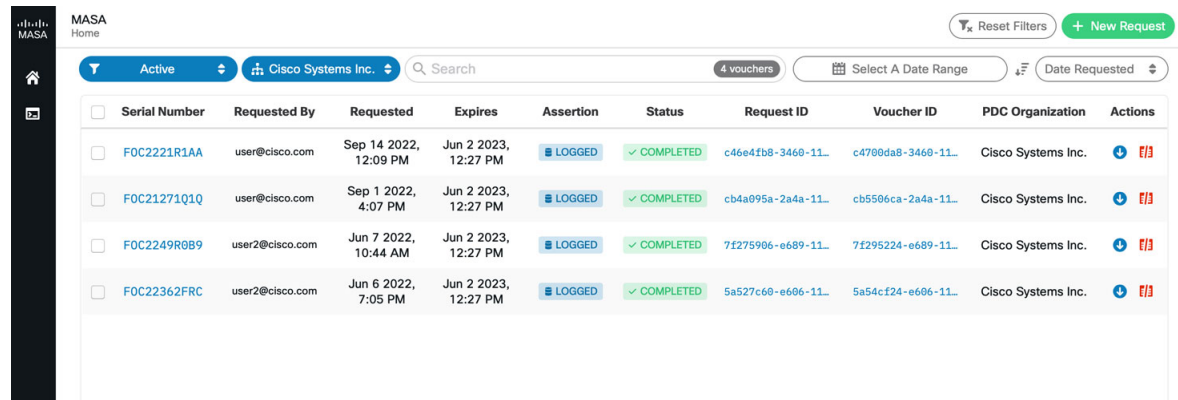 MASA
MASA
Home
Reset Filters
+ New Request
Active
Cisco Systems Inc.
Search
4 vouchers
Select A Date Range
Date Requested
Serial Number Requested By Requested Expires Assertion Status Request ID Voucher ID PDC Organization Actions
FOC2221R1AA user@cisco.com Sep 14 2022, 12:09 PM Jun 2 2023, 12:27 PM LOGGED COMPLETED c46e4fb8-3460-11… c4700da8-3460-11… Cisco Systems Inc.
FOC21271Q1Q user@cisco.com Sep 1 2022, 4:07 PM Jun 2 2023, 12:27 PM LOGGED COMPLETED cb4a095a-2a4a-11… cb5506ca-2a4a-11… Cisco Systems Inc.
FOC2249R0B9 user2@cisco.com Jun 7 2022, 10:44 AM Jun 2 2023, 12:27 PM LOGGED COMPLETED 7f275906-e689-11… 7f295224-e689-11… Cisco Systems Inc.
FOC22362FRC user2@cisco.com Jun 6 2022, 7:05 PM Jun 2 2023, 12:27 PM LOGGED COMPLETED 5a527c60-e606-11… 5a54cf24-e606-11… Cisco Systems Inc.